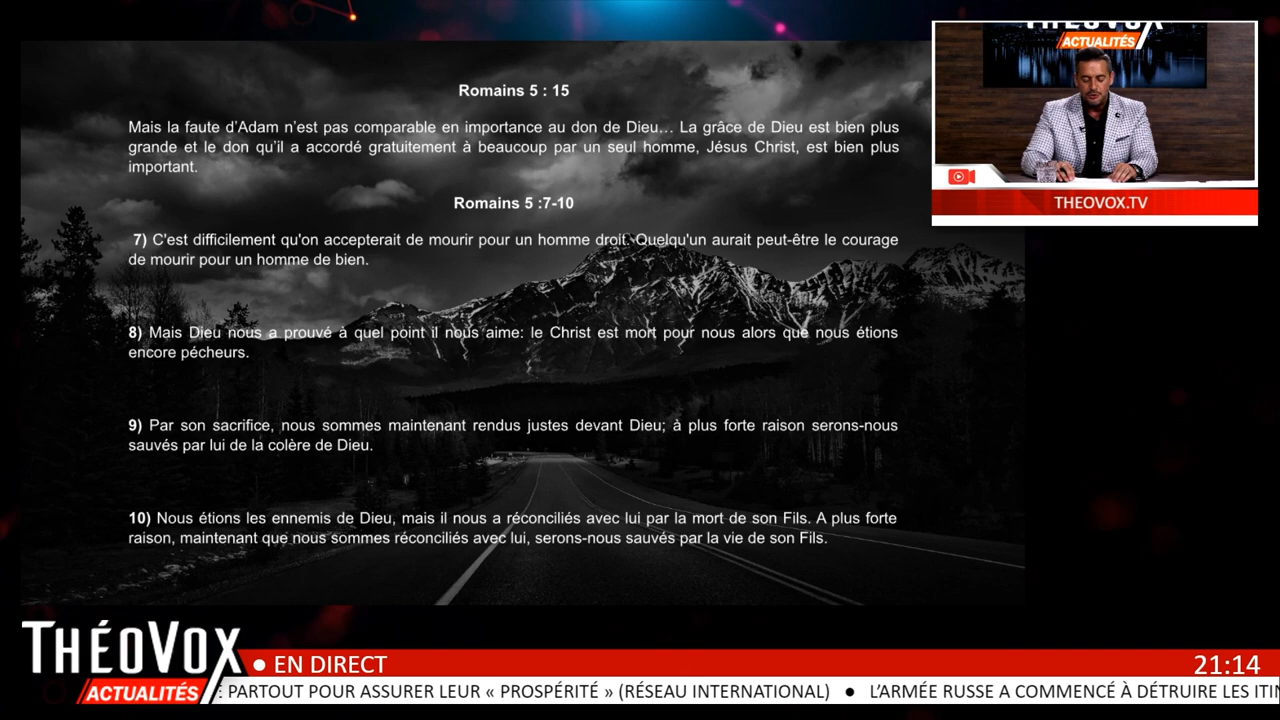 THÉOVOX
ACTUALITÉS
THEOVOX.TV
Romains 5 : 15
Mais la faute d’Adam n’est pas comparable en importance au don de Dieu… La grâce de Dieu est bien plus
grande et le don qu’il a accordé gratuitement à beaucoup par un seul homme, Jésus Christ, est bien plus
important.
Romains 5 :7-10
7) C'est difficilement qu'on accepterait de mourir pour un homme droit. Quelqu'un aurait peut-être le courage
de mourir pour un homme de bien.
8) Mais Dieu nous a prouvé à quel point il nous aime: le Christ est mort pour nous alors que nous étions
encore pécheurs.
9) Par son sacrifice, nous sommes maintenant rendus justes devant Dieu; à plus forte raison serons-nous
sauvés par lui de la colère de Dieu.
10) Nous étions les ennemis de Dieu, mais il nous a réconciliés avec lui par la mort de son Fils. A plus forte
raison, maintenant que nous sommes réconciliés avec lui, serons-nous sauvés par la vie de son Fils.
THÉOVOX
ACTUALITÉS
● EN DIRECT
21:14
PARTOUT POUR ASSURER LEUR « PROSPÉRITÉ » (RÉSEAU INTERNATIONAL) ● L’ARMÉE RUSSE A COMMENCÉ À DÉTRUIRE LES